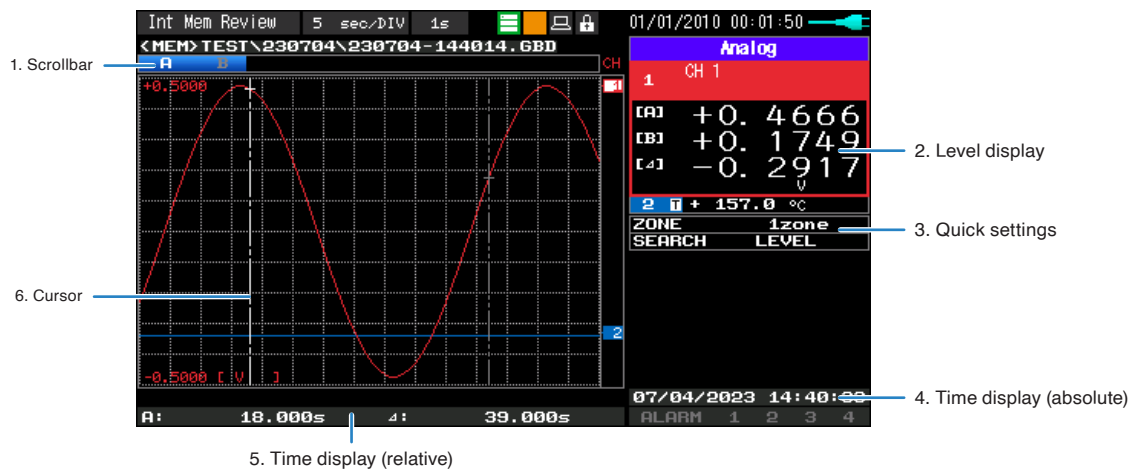 Int Mem Review 5 sec/DIV 1s 01/01/2010 00:01:50
<MEM>TEST\230704\230704-144014.GBD
A B CH
+0.5000 1
-0.5000 [ V ]
2
A: 18.000s ⊿: 39.000s
Analog
1 CH 1
[A] +0. 4666
[B] +0. 1749
[⊿] -0. 2917
V
2 T + 157.0 °C
ZONE 1zone
SEARCH LEVEL
07/04/2023 14:40:
ALARM 1 2 3 4
1. Scrollbar
2. Level display
3. Quick settings
4. Time display (absolute)
5. Time display (relative)
6. Cursor